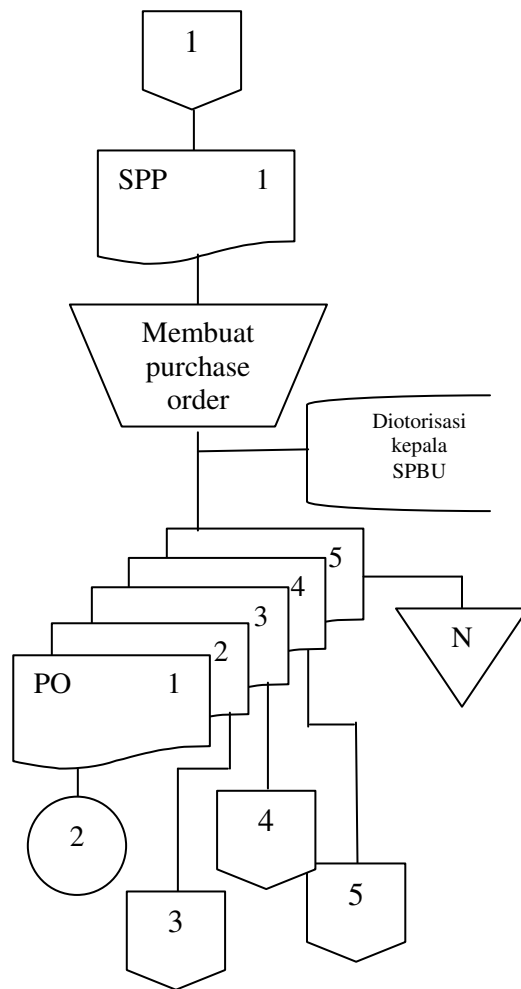 1
SPP 1
Membuat
purchase
order
Diotorisasi
kepala
SPBU
5
4
3
2
PO 1
N
2
4
3
5